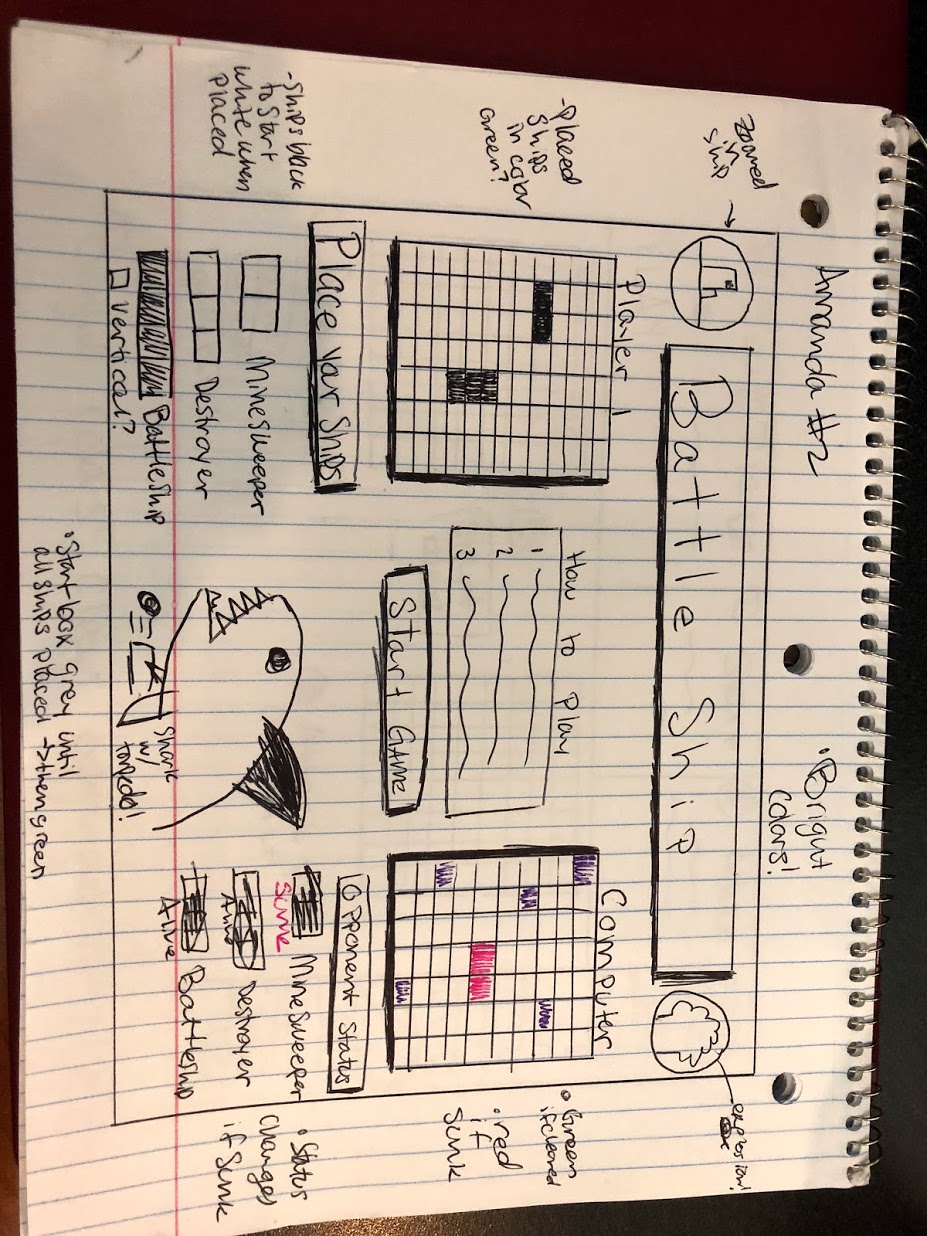 Amanda #2
• Bright
colors!
Zoomed
in
ship
Battle Ship
explosion!
- Placed
ships
in color
green?
Player 1
How to Play
1
2
3
Computer
• Green
if cleared
• red
if
sunk
Start GAME
- Ships black
to start
white when
placed
Place Your Ships
Minesweeper
Destroyer
Battleship
vertical?
Shark
w/
torpedo!
Opponent Status
Minesweeper
Destroyer
Battleship
Alive
• Status
changes
if sunk
• Start box grey until
all ships placed → then green